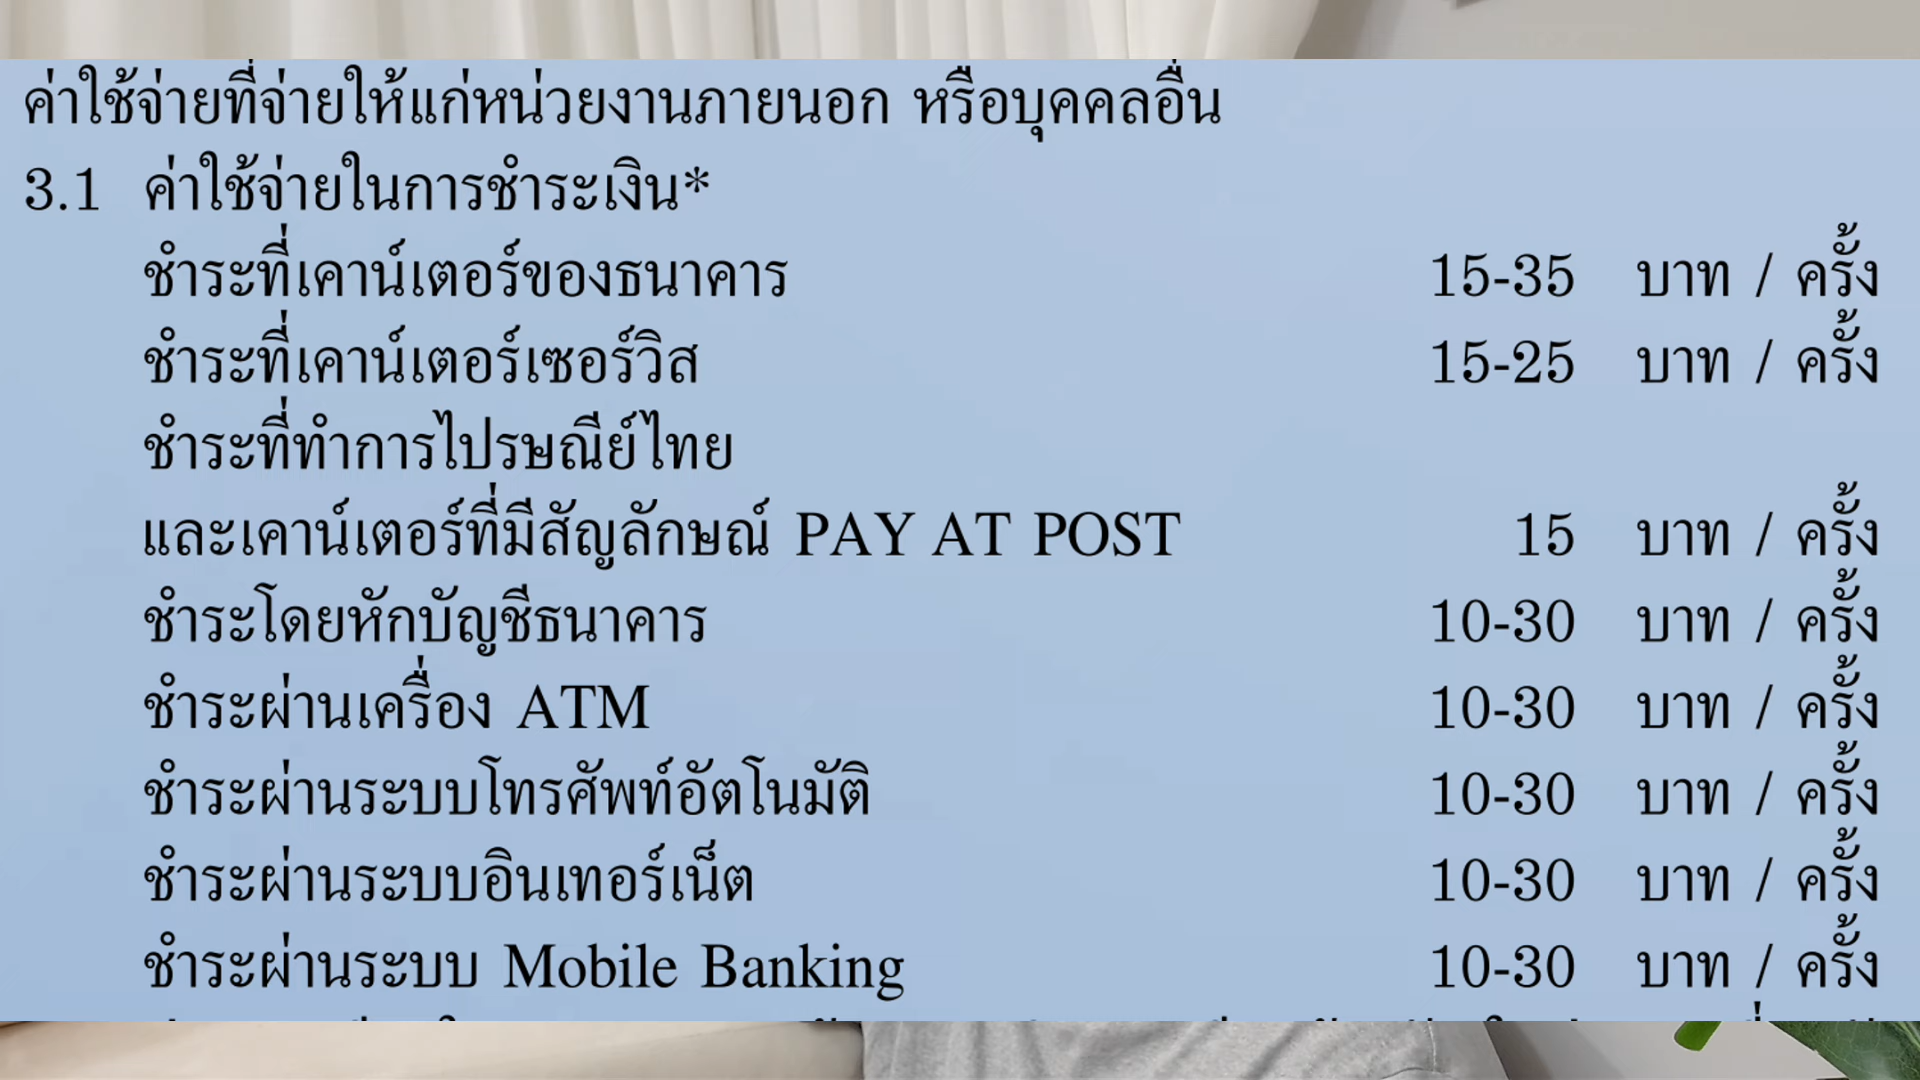 ค่าใช้จ่ายที่จ่ายให้แก่หน่วยงานภายนอก หรือบุคคลอื่น
3.1 ค่าใช้จ่ายในการชำระเงิน*
ชำระที่เคาน์เตอร์ของธนาคาร 15-35 บาท / ครั้ง
ชำระที่เคาน์เตอร์เซอร์วิส 15-25 บาท / ครั้ง
ชำระที่ทำการไปรษณีย์ไทย
และเคาน์เตอร์ที่มีสัญลักษณ์ PAY AT POST 15 บาท / ครั้ง
ชำระโดยหักบัญชีธนาคาร 10-30 บาท / ครั้ง
ชำระผ่านเครื่อง ATM 10-30 บาท / ครั้ง
ชำระผ่านระบบโทรศัพท์อัตโนมัติ 10-30 บาท / ครั้ง
ชำระผ่านระบบอินเทอร์เน็ต 10-30 บาท / ครั้ง
ชำระผ่านระบบ Mobile Banking 10-30 บาท / ครั้ง